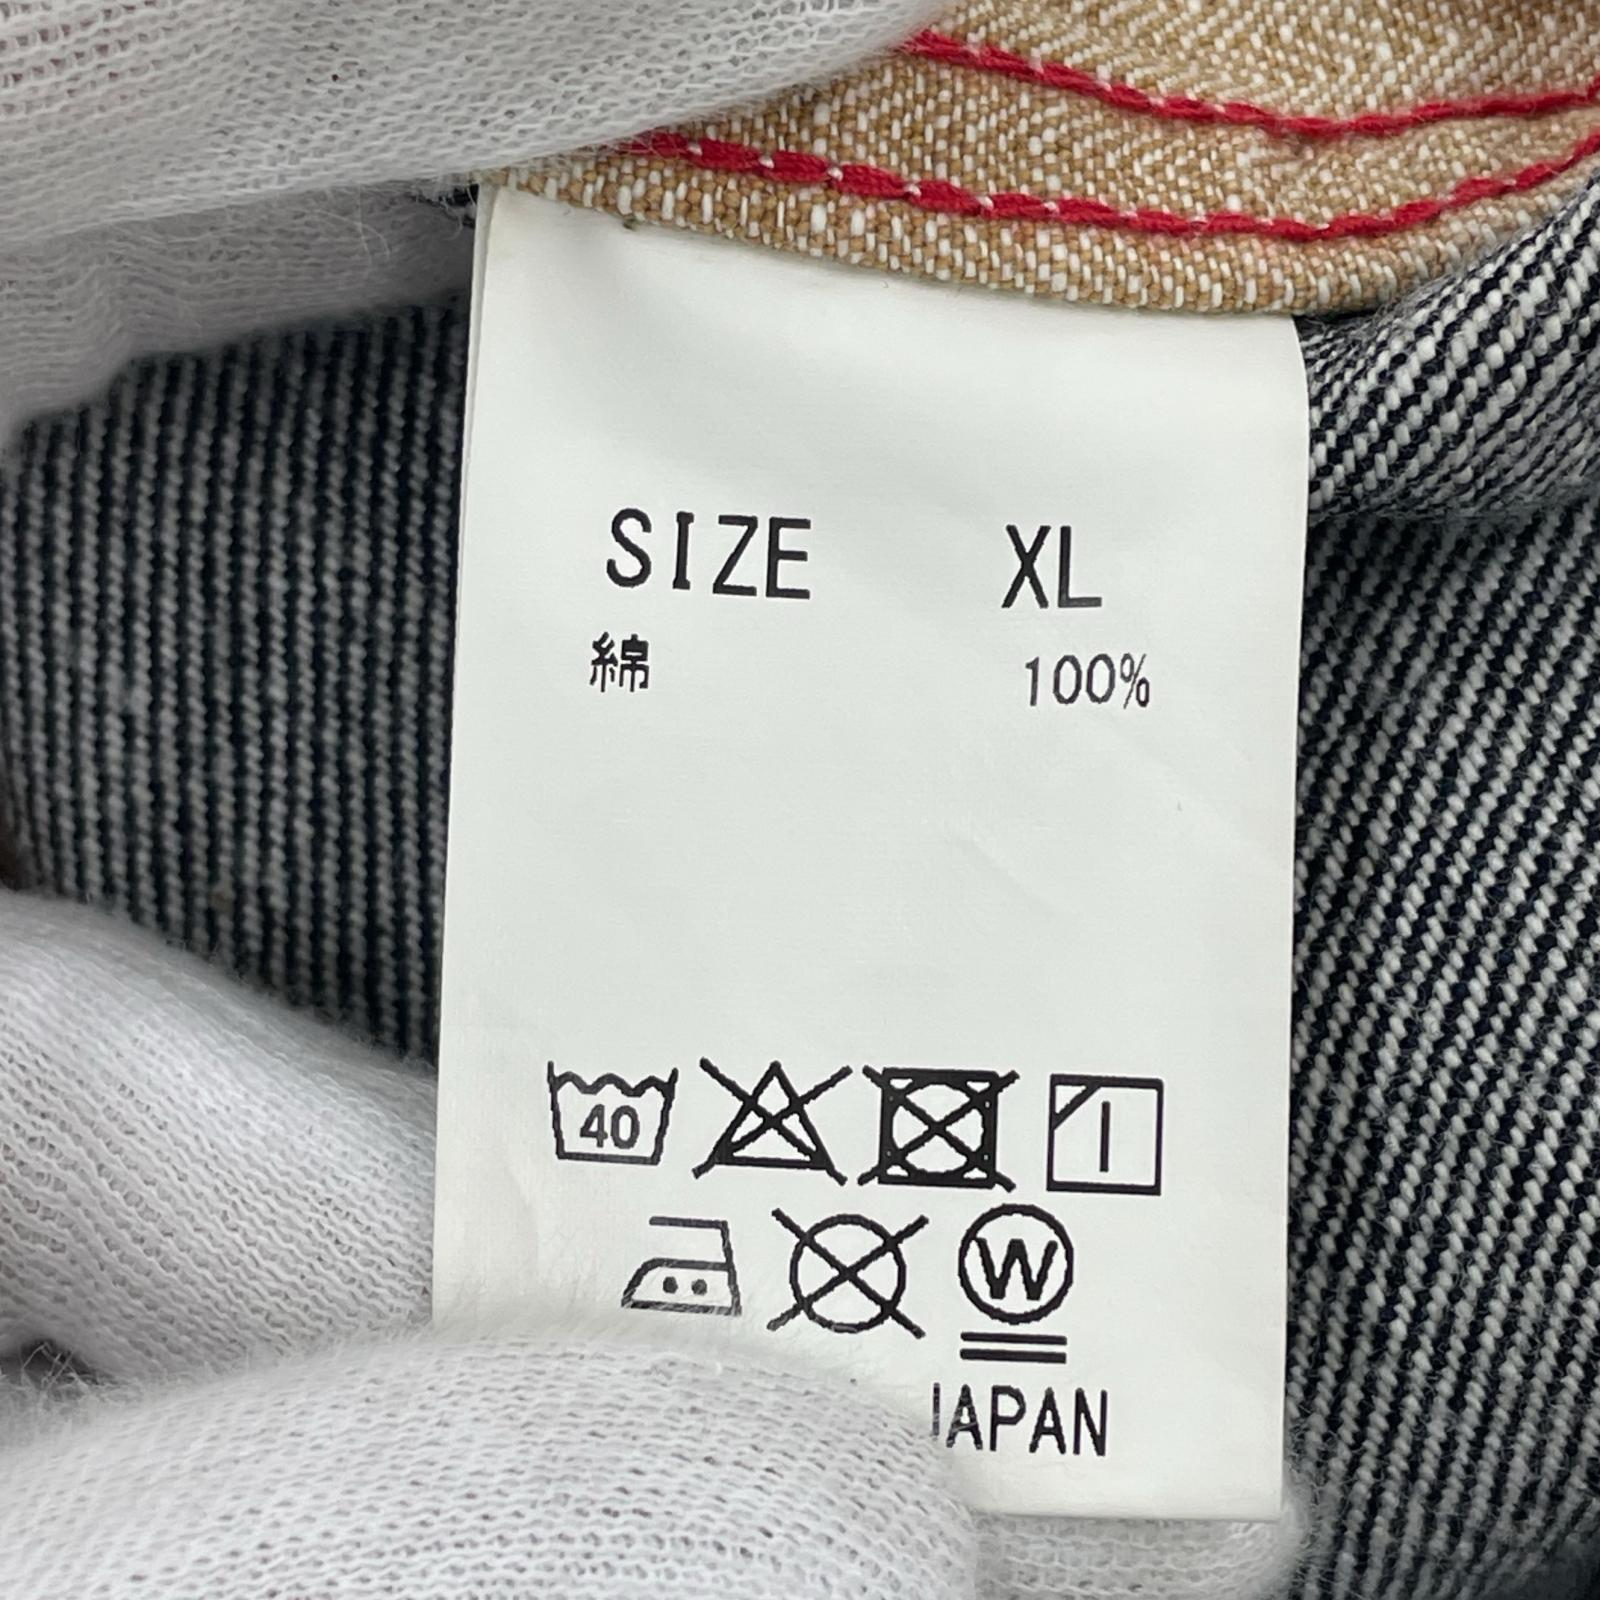 SIZE XL
綿 100%
40
W
JAPAN